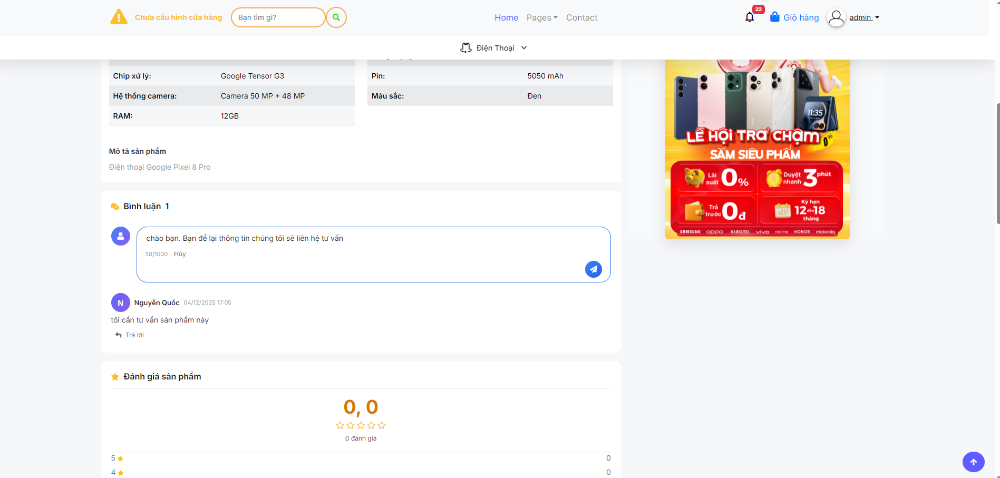 Chưa cấu hình cửa hàng
Bạn tìm gì?
Home
Pages
Contact
22
Giỏ hàng
admin
Điện Thoại
Chip xử lý: Google Tensor G3
Hệ thống camera: Camera 50 MP + 48 MP
RAM: 12GB
Pin: 5050 mAh
Màu sắc: Đen
Mô tả sản phẩm
Điện thoại Google Pixel 8 Pro
11:35
LỄ HỘI TRẢ CHẬM
0%
SẮM SIÊU PHẨM
Lãi suất 0%
Duyệt nhanh 3 phút
Trả trước 0đ
Kỳ hạn 12 đến 18 tháng
SAMSUNG oppo xiaomi vivo realme HONOR motorola
Bình luận 1
chào bạn. Bạn để lại thông tin chúng tôi sẽ liên hệ tư vấn
58/1000 Hủy
N
Nguyễn Quốc 04/12/2025 17:05
tôi cần tư vấn sản phẩm này
Trả lời
Đánh giá sản phẩm
0, 0
0 đánh giá
5 0
4 0